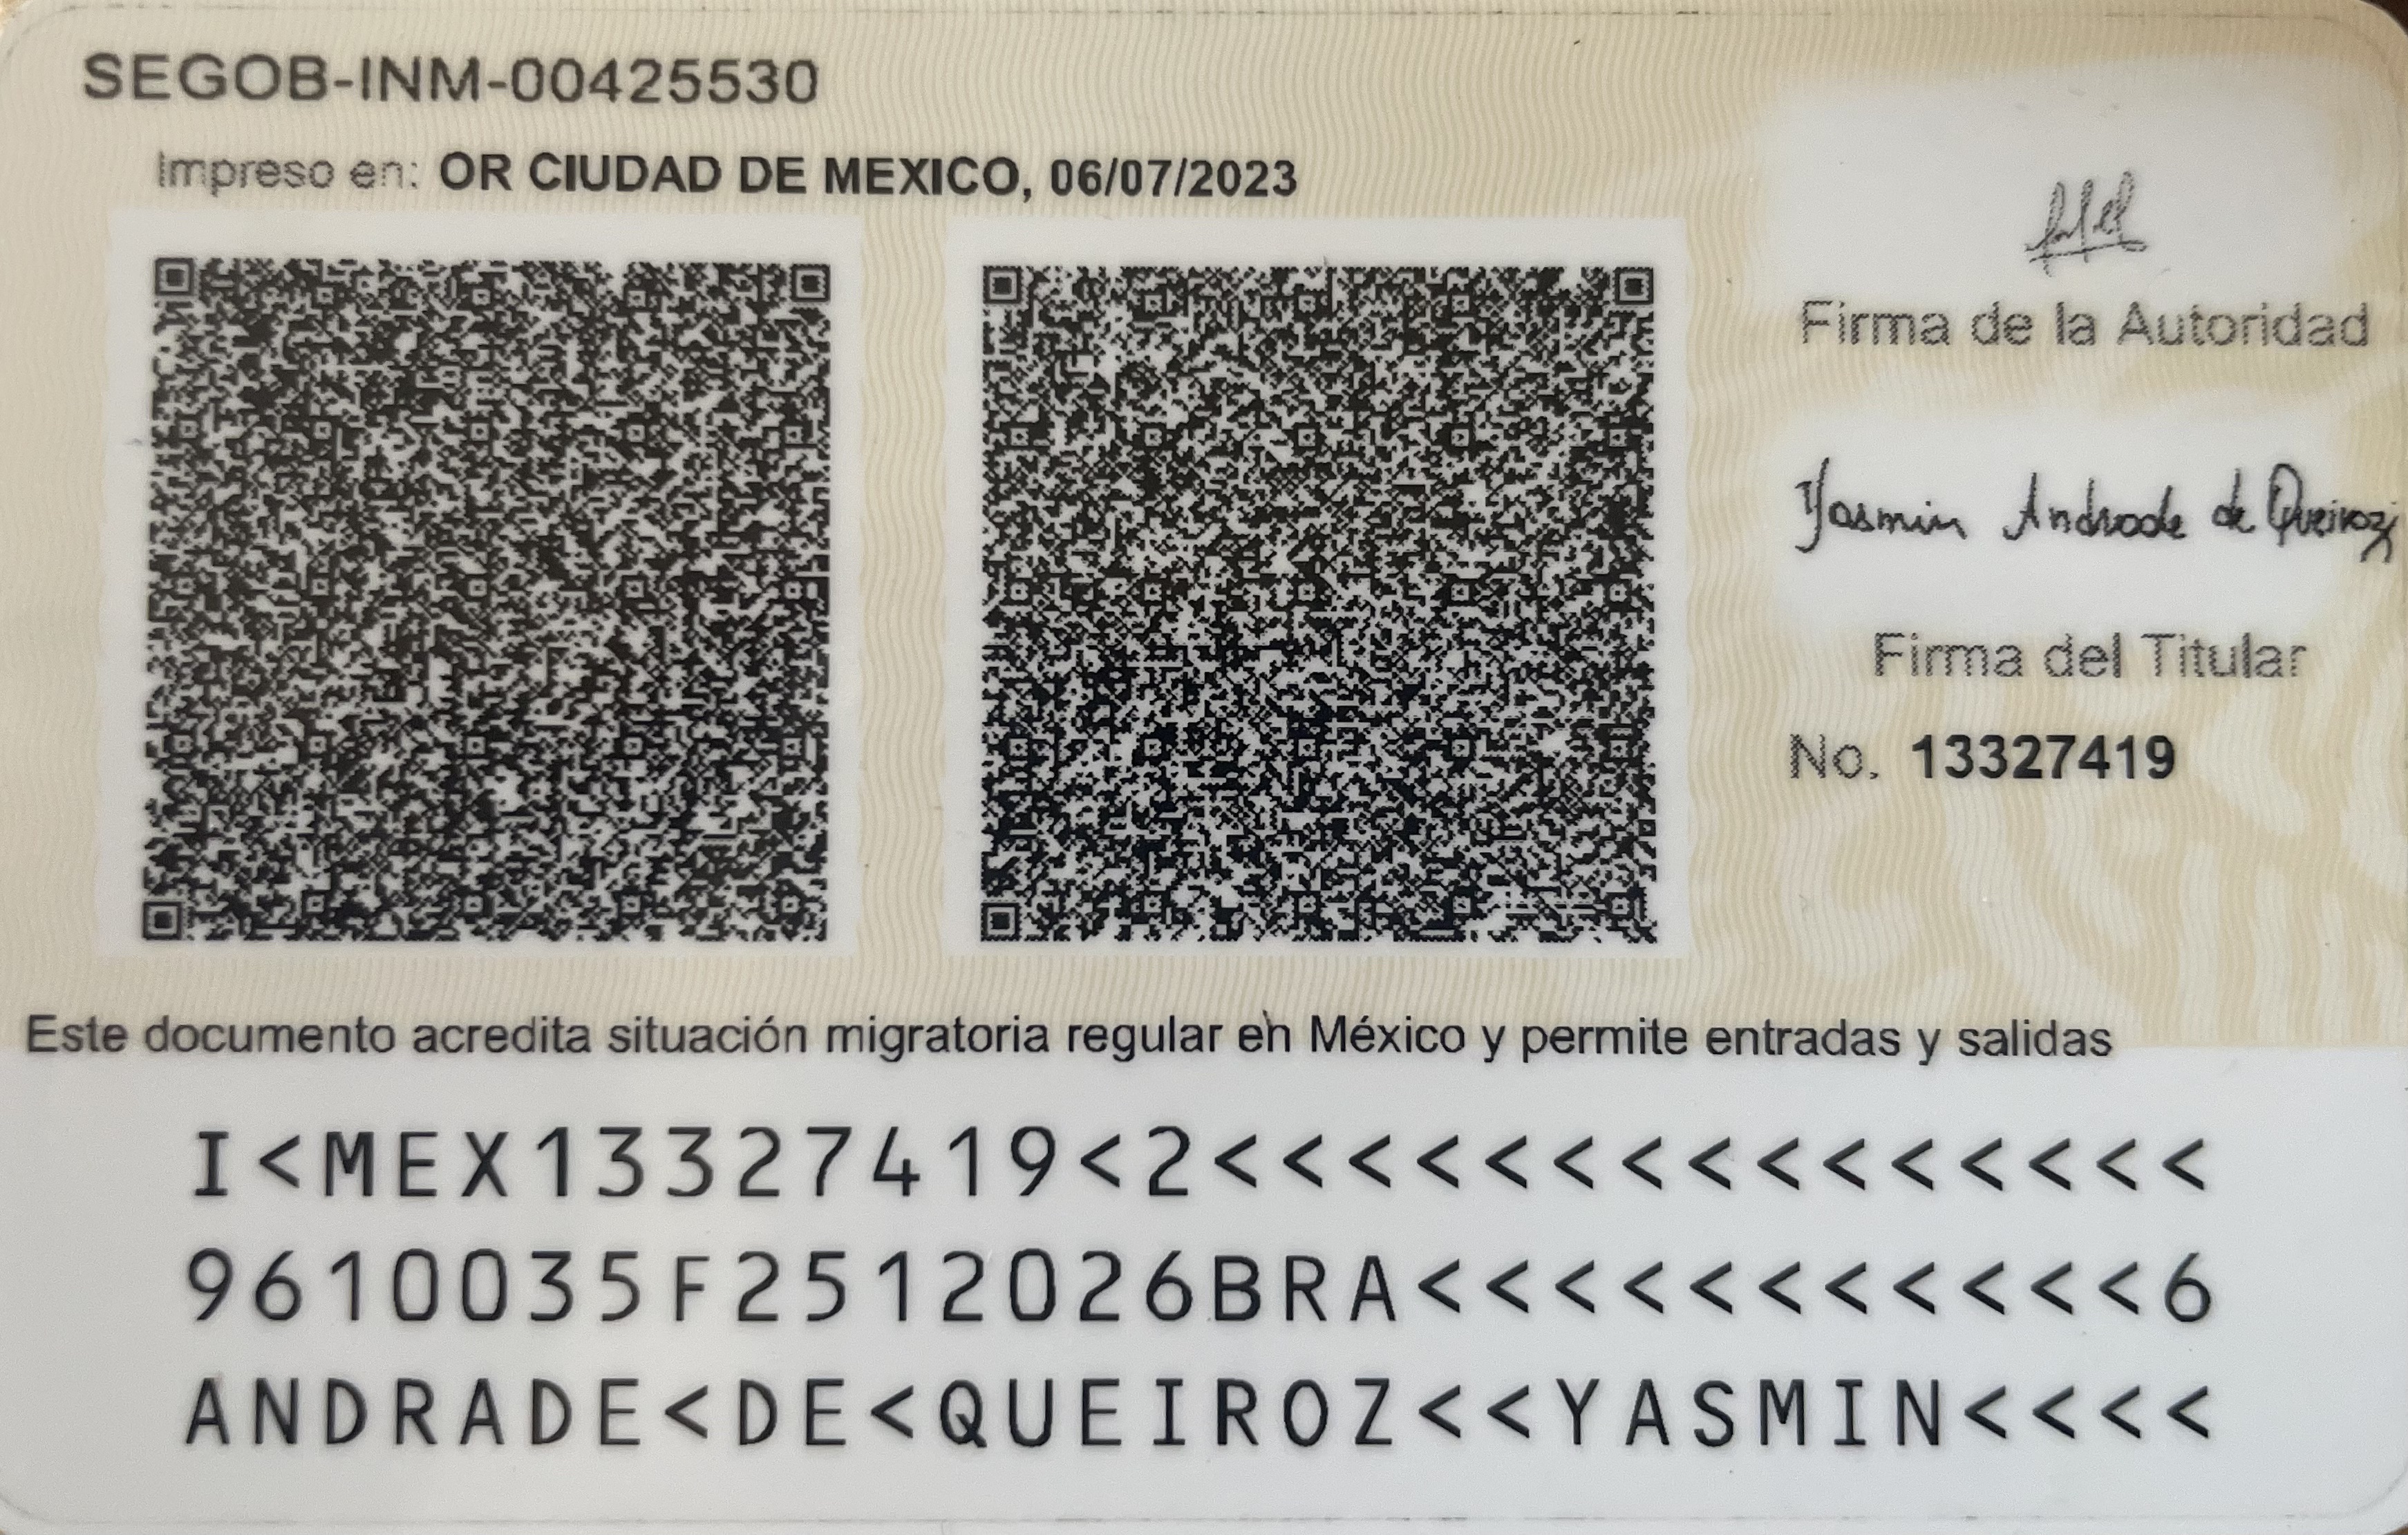 SEGOB-INM-00425530
Impreso en: OR CIUDAD DE MEXICO, 06/07/2023
Firma de la Autoridad
Yasmin Andrade de Queiroz
Firma del Titular
No. 13327419
Este documento acredita situación migratoria regular en México y permite entradas y salidas
I<MEX13327419<2<<<<<<<<<<<<<<<
9610035F2512026BRA<<<<<<<<<<<6
ANDRADE<DE<QUEIROZ<<YASMIN<<<<